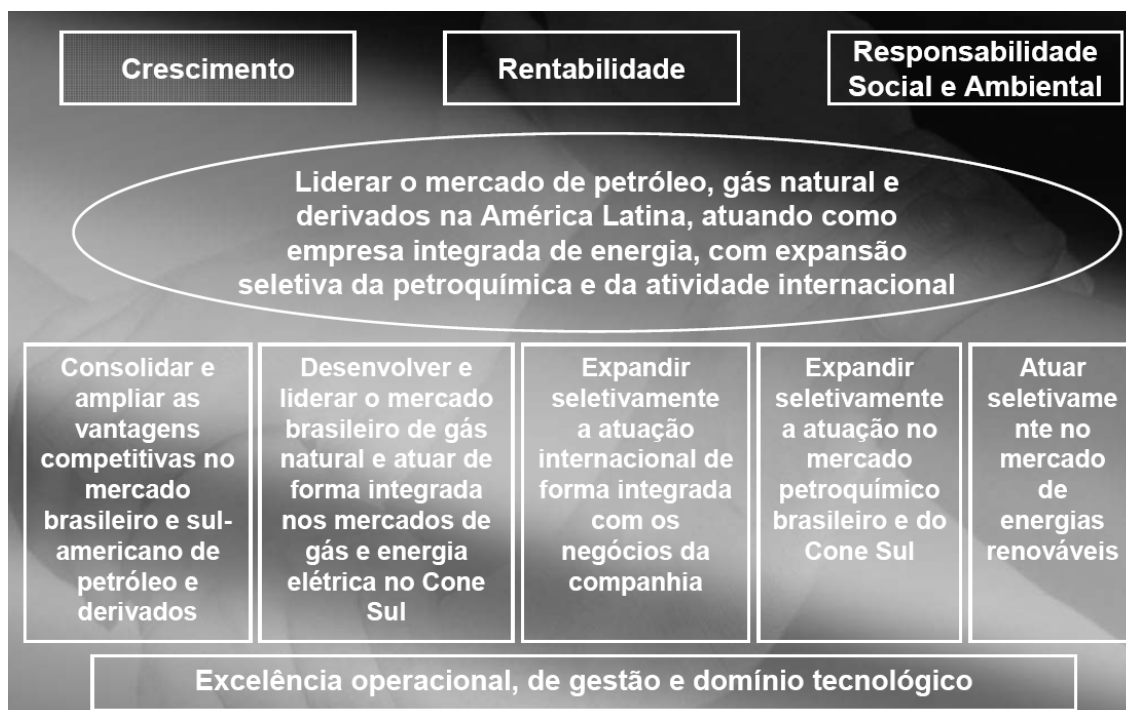 Crescimento
Rentabilidade
Responsabilidade
Social e Ambiental
Liderar o mercado de petróleo, gás natural e
derivados na América Latina, atuando como
empresa integrada de energia, com expansão
seletiva da petroquímica e da atividade internacional
Consolidar e
ampliar as
vantagens
competitivas no
mercado
brasileiro e sul-
americano de
petróleo e
derivados
Desenvolver e
liderar o mercado
brasileiro de gás
natural e atuar de
forma integrada
nos mercados de
gás e energia
elétrica no Cone
Sul
Expandir
seletivamente
a atuação
internacional de
forma integrada
com os
negócios da
companhia
Expandir
seletivamente
a atuação no
mercado
petroquímico
brasileiro e do
Cone Sul
Atuar
seletivame
nte no
mercado
de
energias
renováveis
Excelência operacional, de gestão e domínio tecnológico